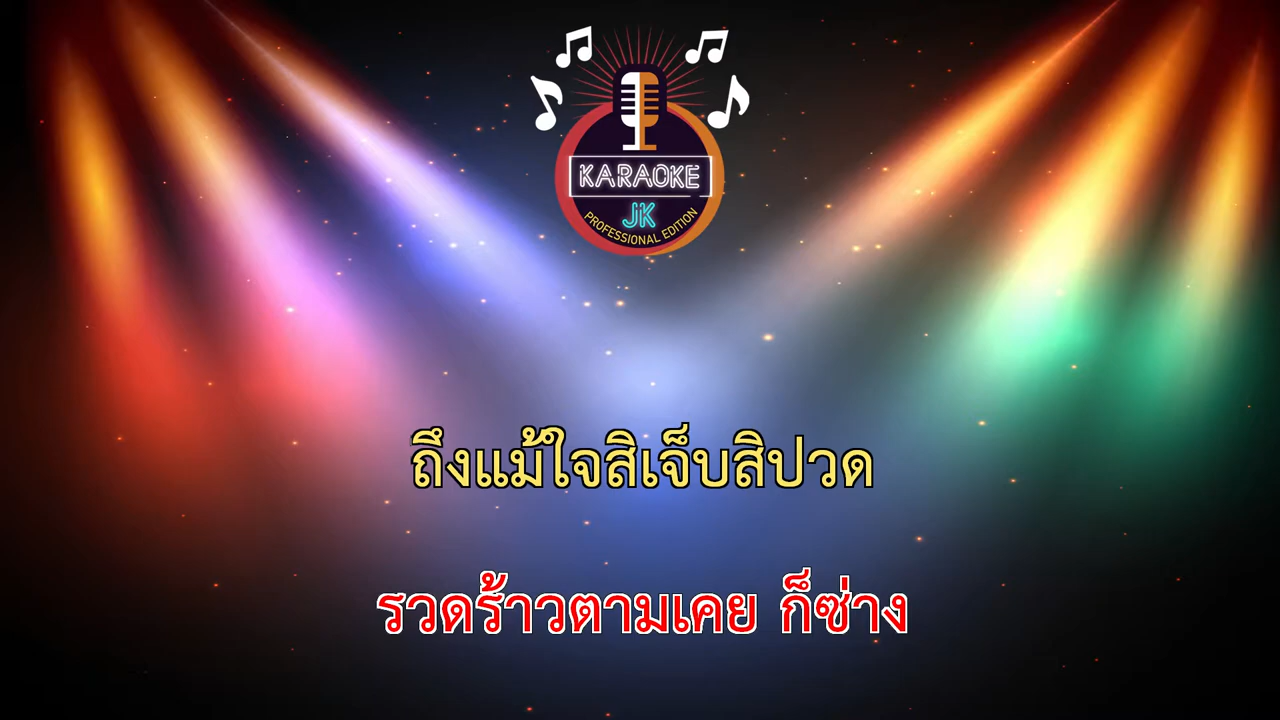 KARAOKE
JK
PROFESSIONAL EDITION
ถึงแม้ใจสิเจ็บสิปวด
รวดร้าวตามเคย ก็ซ่าง